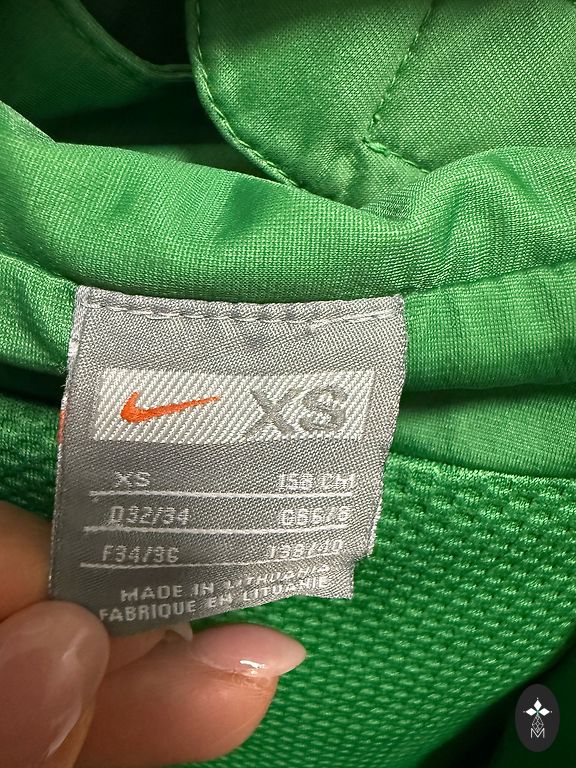 XS
XS 158 CM
D32/34 GB6/8
F34/36 I38/40
MADE IN LITHUANIA
FABRIQUE EN LITUANIE